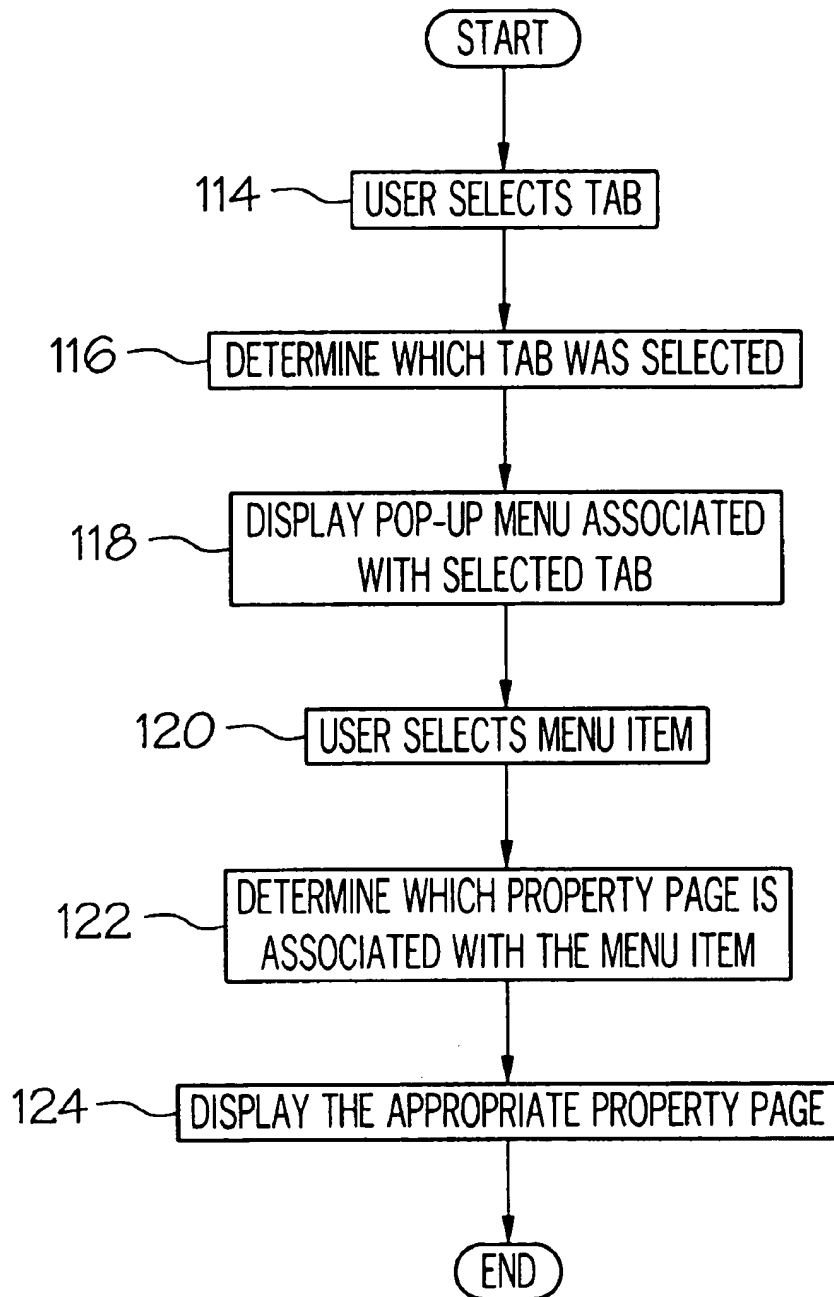 START
114
USER SELECTS TAB
116
DETERMINE WHICH TAB WAS SELECTED
118
DISPLAY POP-UP MENU ASSOCIATED
WITH SELECTED TAB
120
USER SELECTS MENU ITEM
122
DETERMINE WHICH PROPERTY PAGE IS
ASSOCIATED WITH THE MENU ITEM
124
DISPLAY THE APPROPRIATE PROPERTY PAGE
END